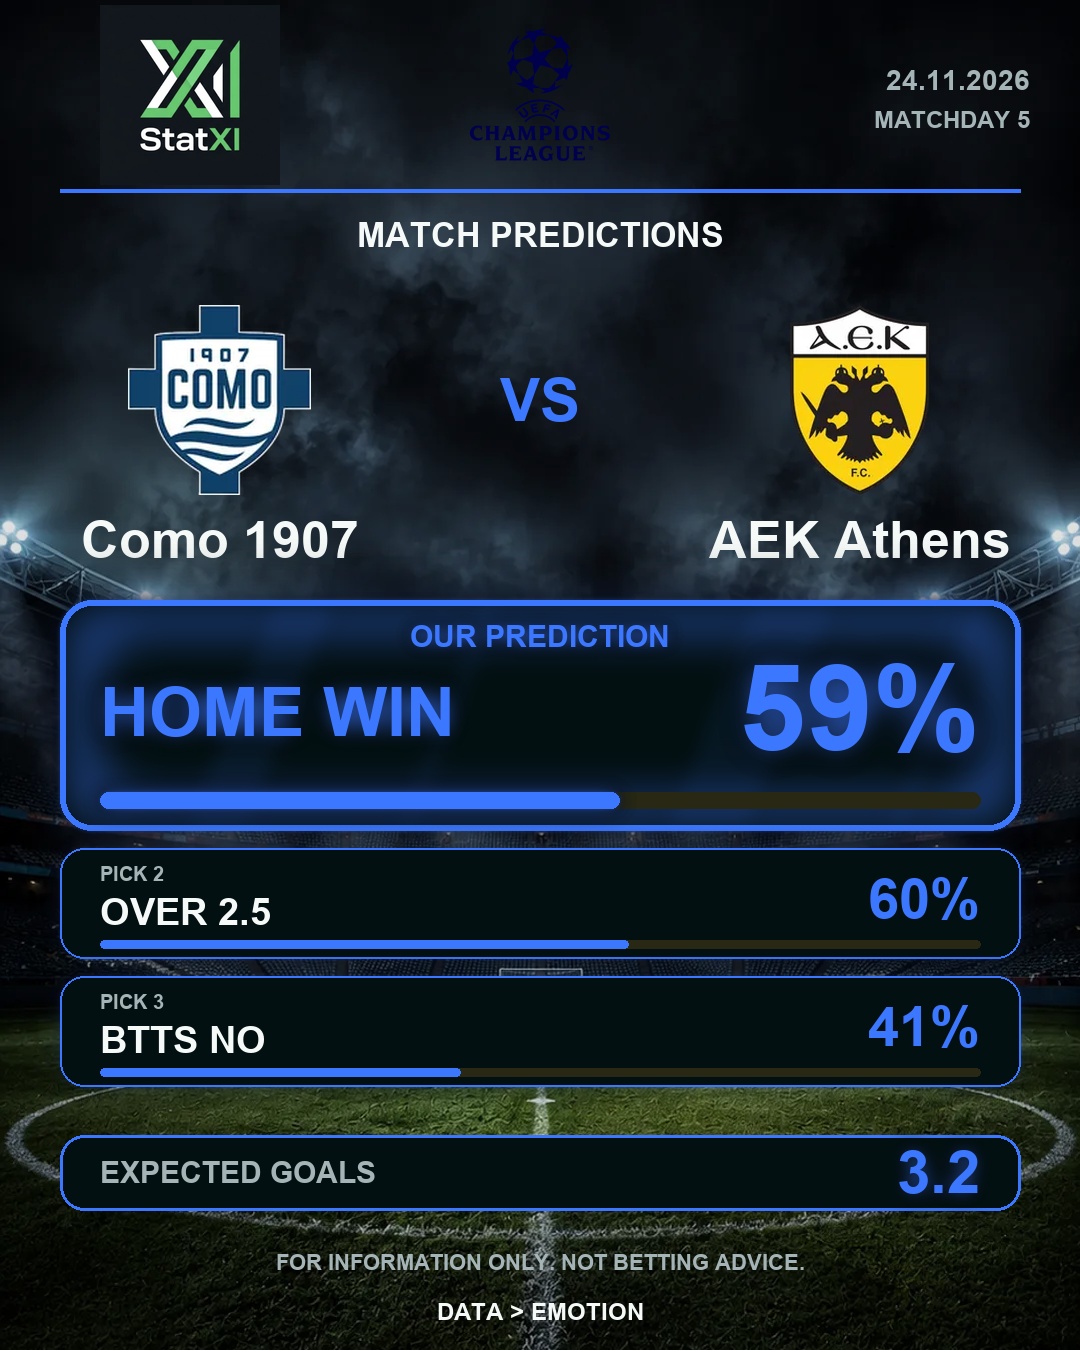 StatXI
UEFA
CHAMPIONS
LEAGUE
24.11.2026
MATCHDAY 5
MATCH PREDICTIONS
1907
COMO
VS
A.E.K
F.C.
Como 1907
AEK Athens
OUR PREDICTION
HOME WIN
59%
PICK 2
OVER 2.5
60%
PICK 3
BTTS NO
41%
EXPECTED GOALS
3.2
FOR INFORMATION ONLY. NOT BETTING ADVICE.
DATA > EMOTION